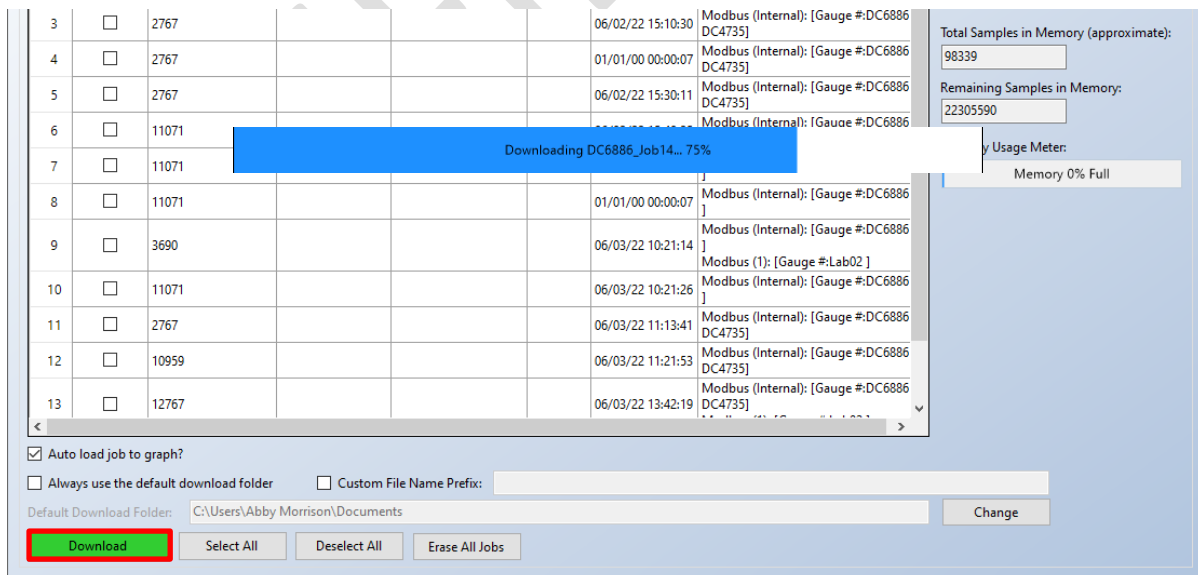 3 2767 06/02/22 15:10:30 Modbus (Internal): [Gauge #:DC6886
DC4735]
4 2767 01/01/00 00:00:07 Modbus (Internal): [Gauge #:DC6886
DC4735]
5 2767 06/02/22 15:30:11 Modbus (Internal): [Gauge #:DC6886
DC4735]
6 11071 Modbus (Internal): [Gauge #:DC6886
Downloading DC6886_Job14... 75%
7 11071
]
8 11071 01/01/00 00:00:07 Modbus (Internal): [Gauge #:DC6886
]
9 3690 06/03/22 10:21:14 Modbus (Internal): [Gauge #:DC6886
]
Modbus (1): [Gauge #:Lab02 ]
10 11071 06/03/22 10:21:26 Modbus (Internal): [Gauge #:DC6886
]
11 2767 06/03/22 11:13:41 Modbus (Internal): [Gauge #:DC6886
DC4735]
12 10959 06/03/22 11:21:53 Modbus (Internal): [Gauge #:DC6886
DC4735]
13 12767 06/03/22 13:42:19 Modbus (Internal): [Gauge #:DC6886
DC4735]
Total Samples in Memory (approximate):
98339
Remaining Samples in Memory:
22305590
y Usage Meter:
Memory 0% Full
Auto load job to graph?
Always use the default download folder Custom File Name Prefix:
Default Download Folder: C:\Users\Abby Morrison\Documents Change
Download Select All Deselect All Erase All Jobs